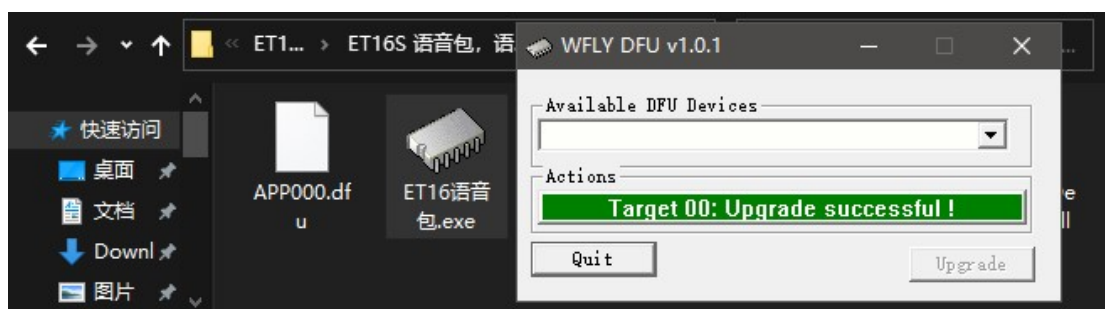 « ET1... › ET16S 语音包, 语
WFLY DFU v1.0.1
...
快速访问
桌面
文档
Downl
图片
APP000.df
u
ET16语音
包.exe
Available DFU Devices
Actions
Target 00: Upgrade successful !
Quit
Upgrade
e
ll